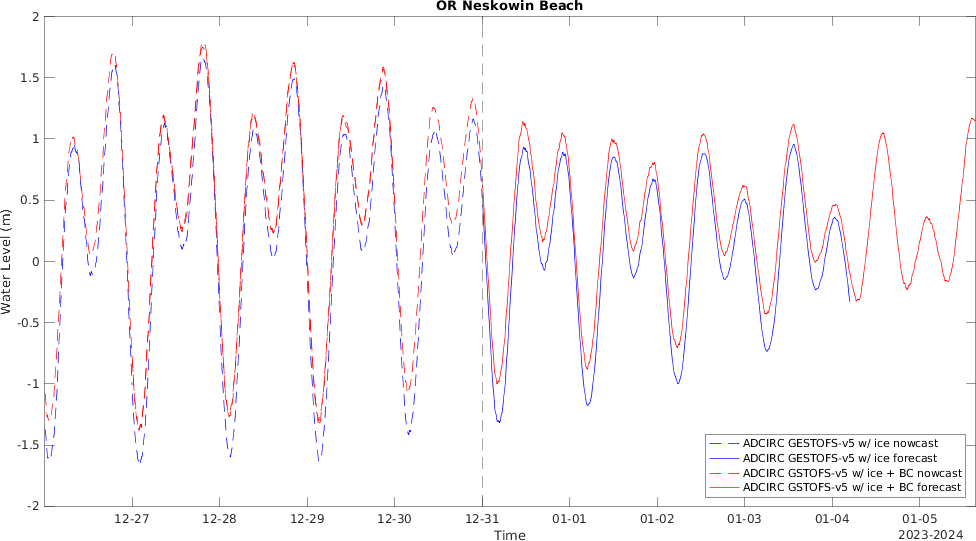 OR Neskowin Beach
2
1.5
1
0.5
0
-0.5
-1
-1.5
-2
Water Level (m)
12-27 12-28 12-29 12-30 12-31 01-01 01-02 01-03 01-04 01-05
Time
2023-2024
ADCIRC GESTOFS-v5 w/ ice nowcast
ADCIRC GESTOFS-v5 w/ ice forecast
ADCIRC GSTOFS-v5 w/ ice + BC nowcast
ADCIRC GSTOFS-v5 w/ ice + BC forecast